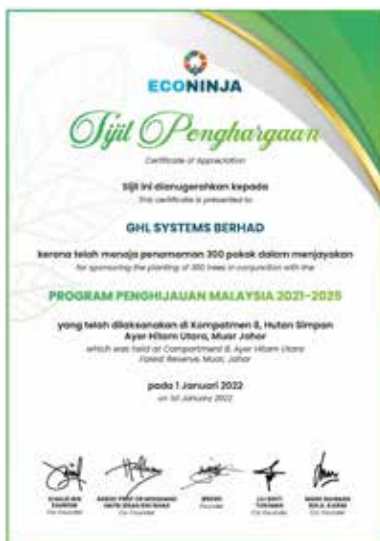 ECONINJA
Sijil Penghargaan
Certificate of Appreciation
Sijil ini dianugerahkan kepada
This certificate is presented to
GHL SYSTEMS BERHAD
kerana telah menaja penanaman 300 pokok dalam menjayakan
for sponsoring the planting of 300 trees in conjunction with the
PROGRAM PENGHIJAUAN MALAYSIA 2021-2025
yang telah dilaksanakan di Kompatmen 8, Hutan Simpan
Ayer Hitam Utara, Muar Johor
which was held at Compartment 8, Ayer Hitam Utara
Forest Reserve, Muar, Johor
pada 1 Januari 2022
on 1st January 2022
Founder
Co Founder